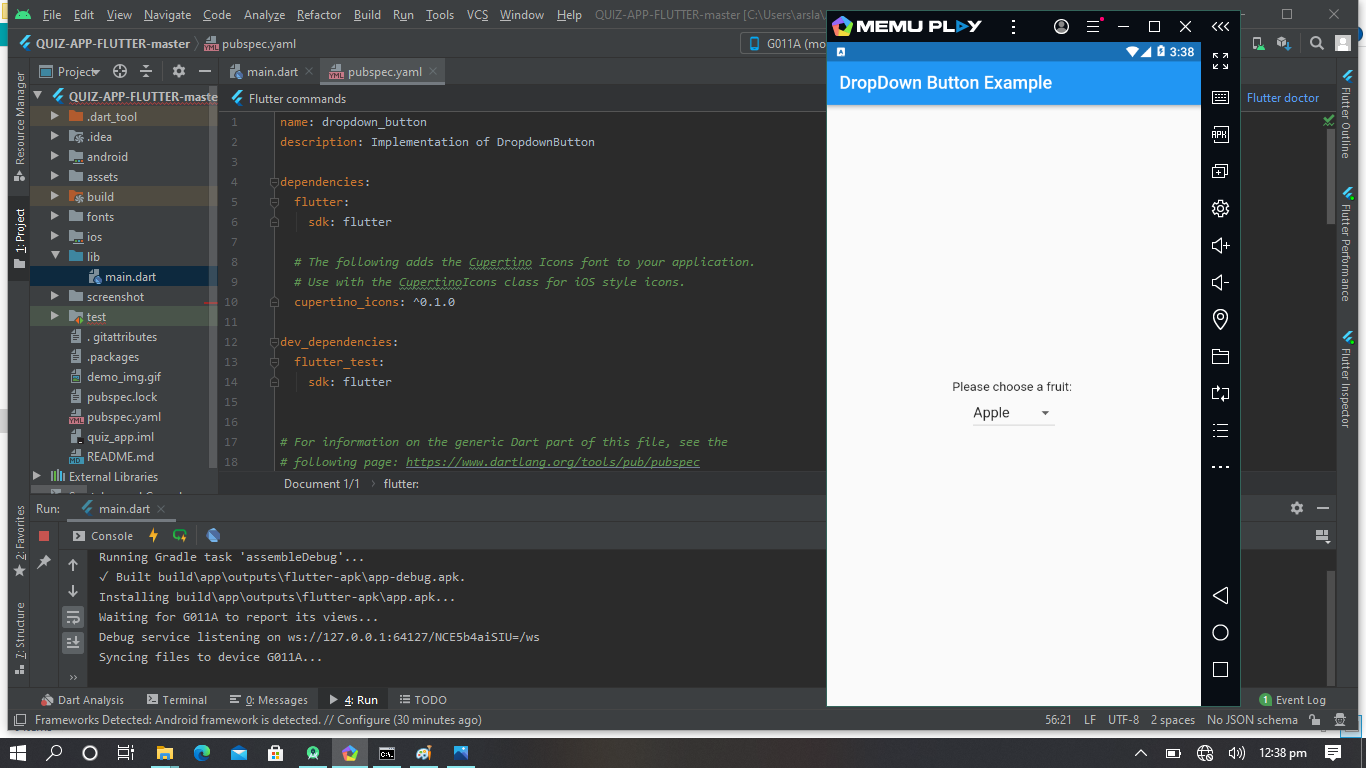 File Edit View Navigate Code Analyze Refactor Build Run Tools VCS Window Help QUIZ-APP-FLUTTER-master [C:\Users\arsla\
QUIZ-APP-FLUTTER-master pubspec.yaml G011A (mo
Project main.dart pubspec.yaml
QUIZ-APP-FLUTTER-maste
.dart_tool
.idea
android
assets
build
fonts
ios
lib
main.dart
screenshot
test
. gitattributes
.packages
demo_img.gif
pubspec.lock
pubspec.yaml
quiz_app.iml
README.md
External Libraries
Resource Manager
1: Project
2: Favorites
7: Structure
Flutter commands
Flutter doctor
1 name: dropdown_button
2 description: Implementation of DropdownButton
3
4 dependencies:
5 flutter:
6 sdk: flutter
7
8 # The following adds the Cupertino Icons font to your application.
9 # Use with the CupertinoIcons class for iOS style icons.
10 cupertino_icons: ^0.1.0
11
12 dev_dependencies:
13 flutter_test:
14 sdk: flutter
15
16
17 # For information on the generic Dart part of this file, see the
18 # following page: https://www.dartlang.org/tools/pub/pubspec
Document 1/1 › flutter:
MEMU PLAY
3:38
DropDown Button Example
Please choose a fruit:
Apple
APK
Flutter Outline
Flutter Performance
Flutter Inspector
Run: main.dart
Console
Running Gradle task 'assembleDebug'...
√ Built build\app\outputs\flutter-apk\app-debug.apk.
Installing build\app\outputs\flutter-apk\app.apk...
Waiting for G011A to report its views...
Debug service listening on ws://127.0.0.1:64127/NCE5b4aiSIU=/ws
Syncing files to device G011A...
Dart Analysis Terminal 0: Messages 4: Run TODO 1 Event Log
Frameworks Detected: Android framework is detected. // Configure (30 minutes ago) 56:21 LF UTF-8 2 spaces No JSON schema
12:38 pm